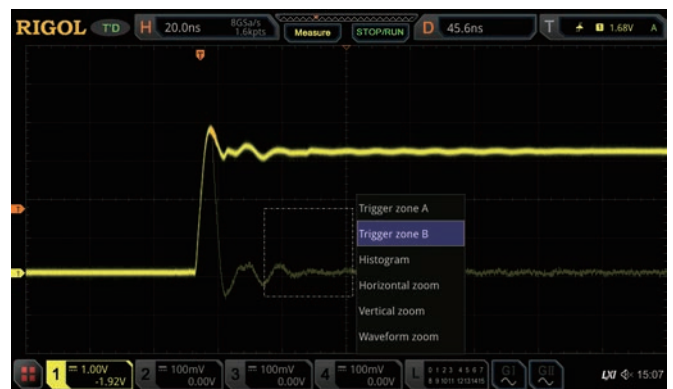 RIGOL T'D H 20.0ns 8GSa/s 1.6kpts Measure STOP/RUN D 45.6ns T 1 1.68V A
T
T
Trigger zone A
Trigger zone B
Histogram
Horizontal zoom
Vertical zoom
Waveform zoom
1
1 1.00V -1.92V 2 100mV 0.00V 3 100mV 0.00V 4 100mV 0.00V L 0 1 2 3 4 5 6 7 8 9 10 11 12 13 14 15 GI GII LXI 15:07